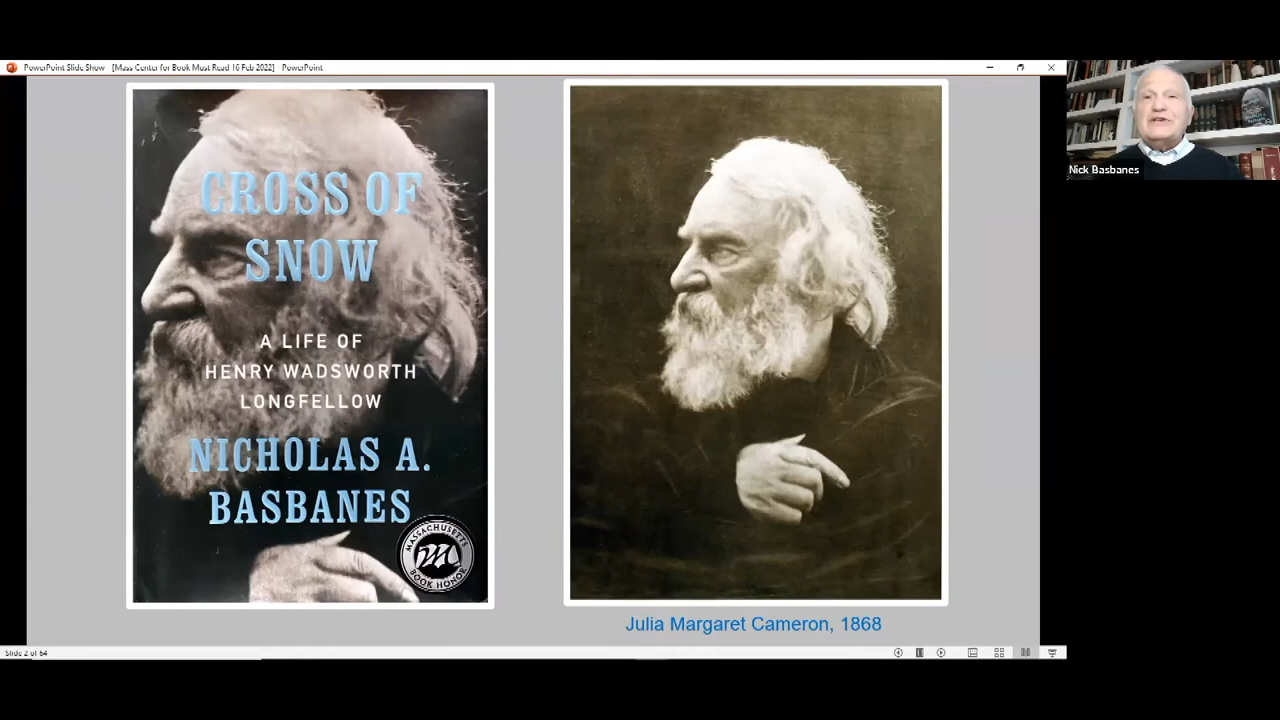 PowerPoint Slide Show - [Mass Center for Book Must Read 16 Feb 2022] - PowerPoint
CROSS OF
SNOW
A LIFE OF
HENRY WADSWORTH
LONGFELLOW
NICHOLAS A.
BASBANES
MASSACHUSETTS
BOOK HONOR
Julia Margaret Cameron, 1868
Nick Basbanes
Slide 2 of 64